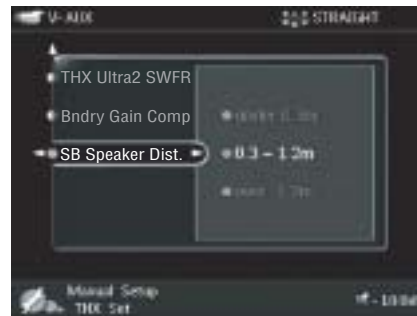 V-AUX
STRAIGHT
THX Ultra2 SWFR
Bndry Gain Comp
SB Speaker Dist.
0.3 – 1.2m
Manual Setup
THX Set